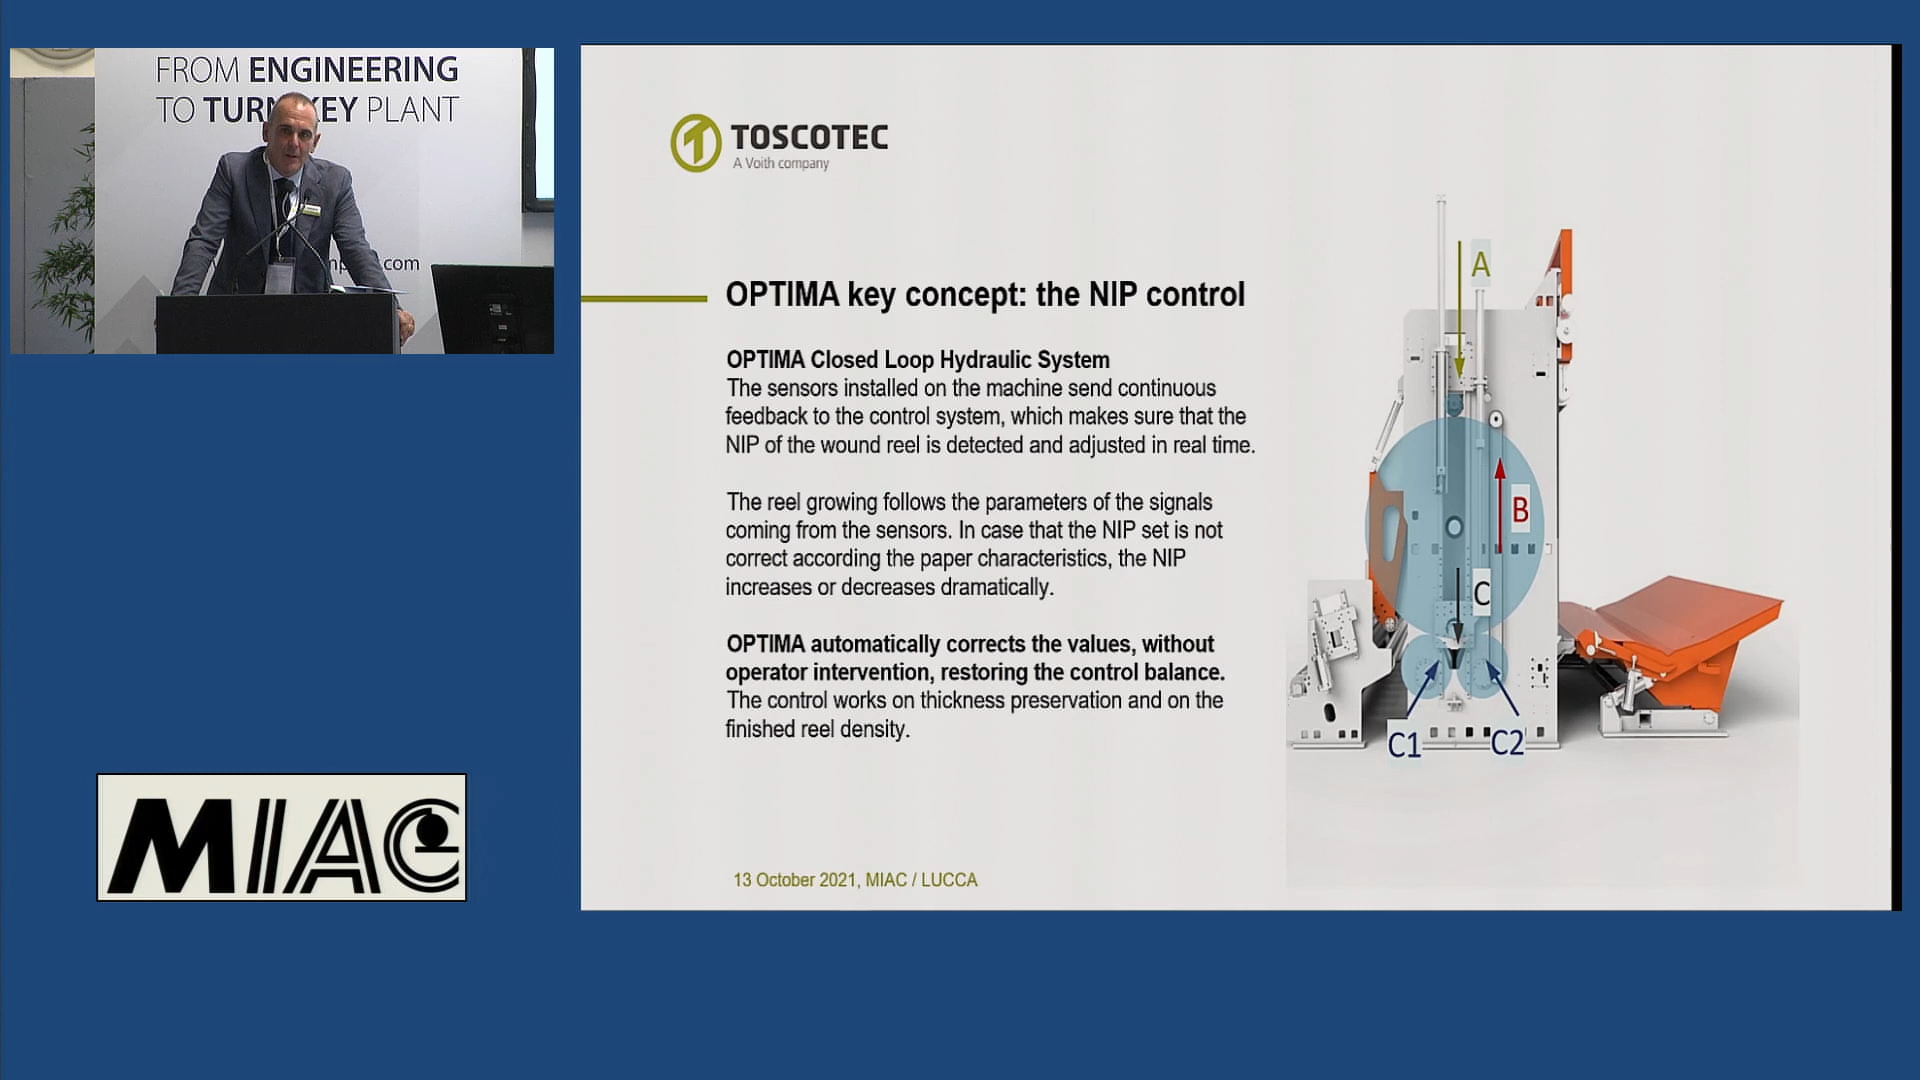 FROM ENGINEERING
TO TURN KEY PLANT
.com
TOSCOTEC
A Voith company
OPTIMA key concept: the NIP control
OPTIMA Closed Loop Hydraulic System
The sensors installed on the machine send continuous
feedback to the control system, which makes sure that the
NIP of the wound reel is detected and adjusted in real time.
The reel growing follows the parameters of the signals
coming from the sensors. In case that the NIP set is not
correct according the paper characteristics, the NIP
increases or decreases dramatically.
OPTIMA automatically corrects the values, without
operator intervention, restoring the control balance.
The control works on thickness preservation and on the
finished reel density.
A
B
C
C1
C2
13 October 2021, MIAC / LUCCA
MIAC